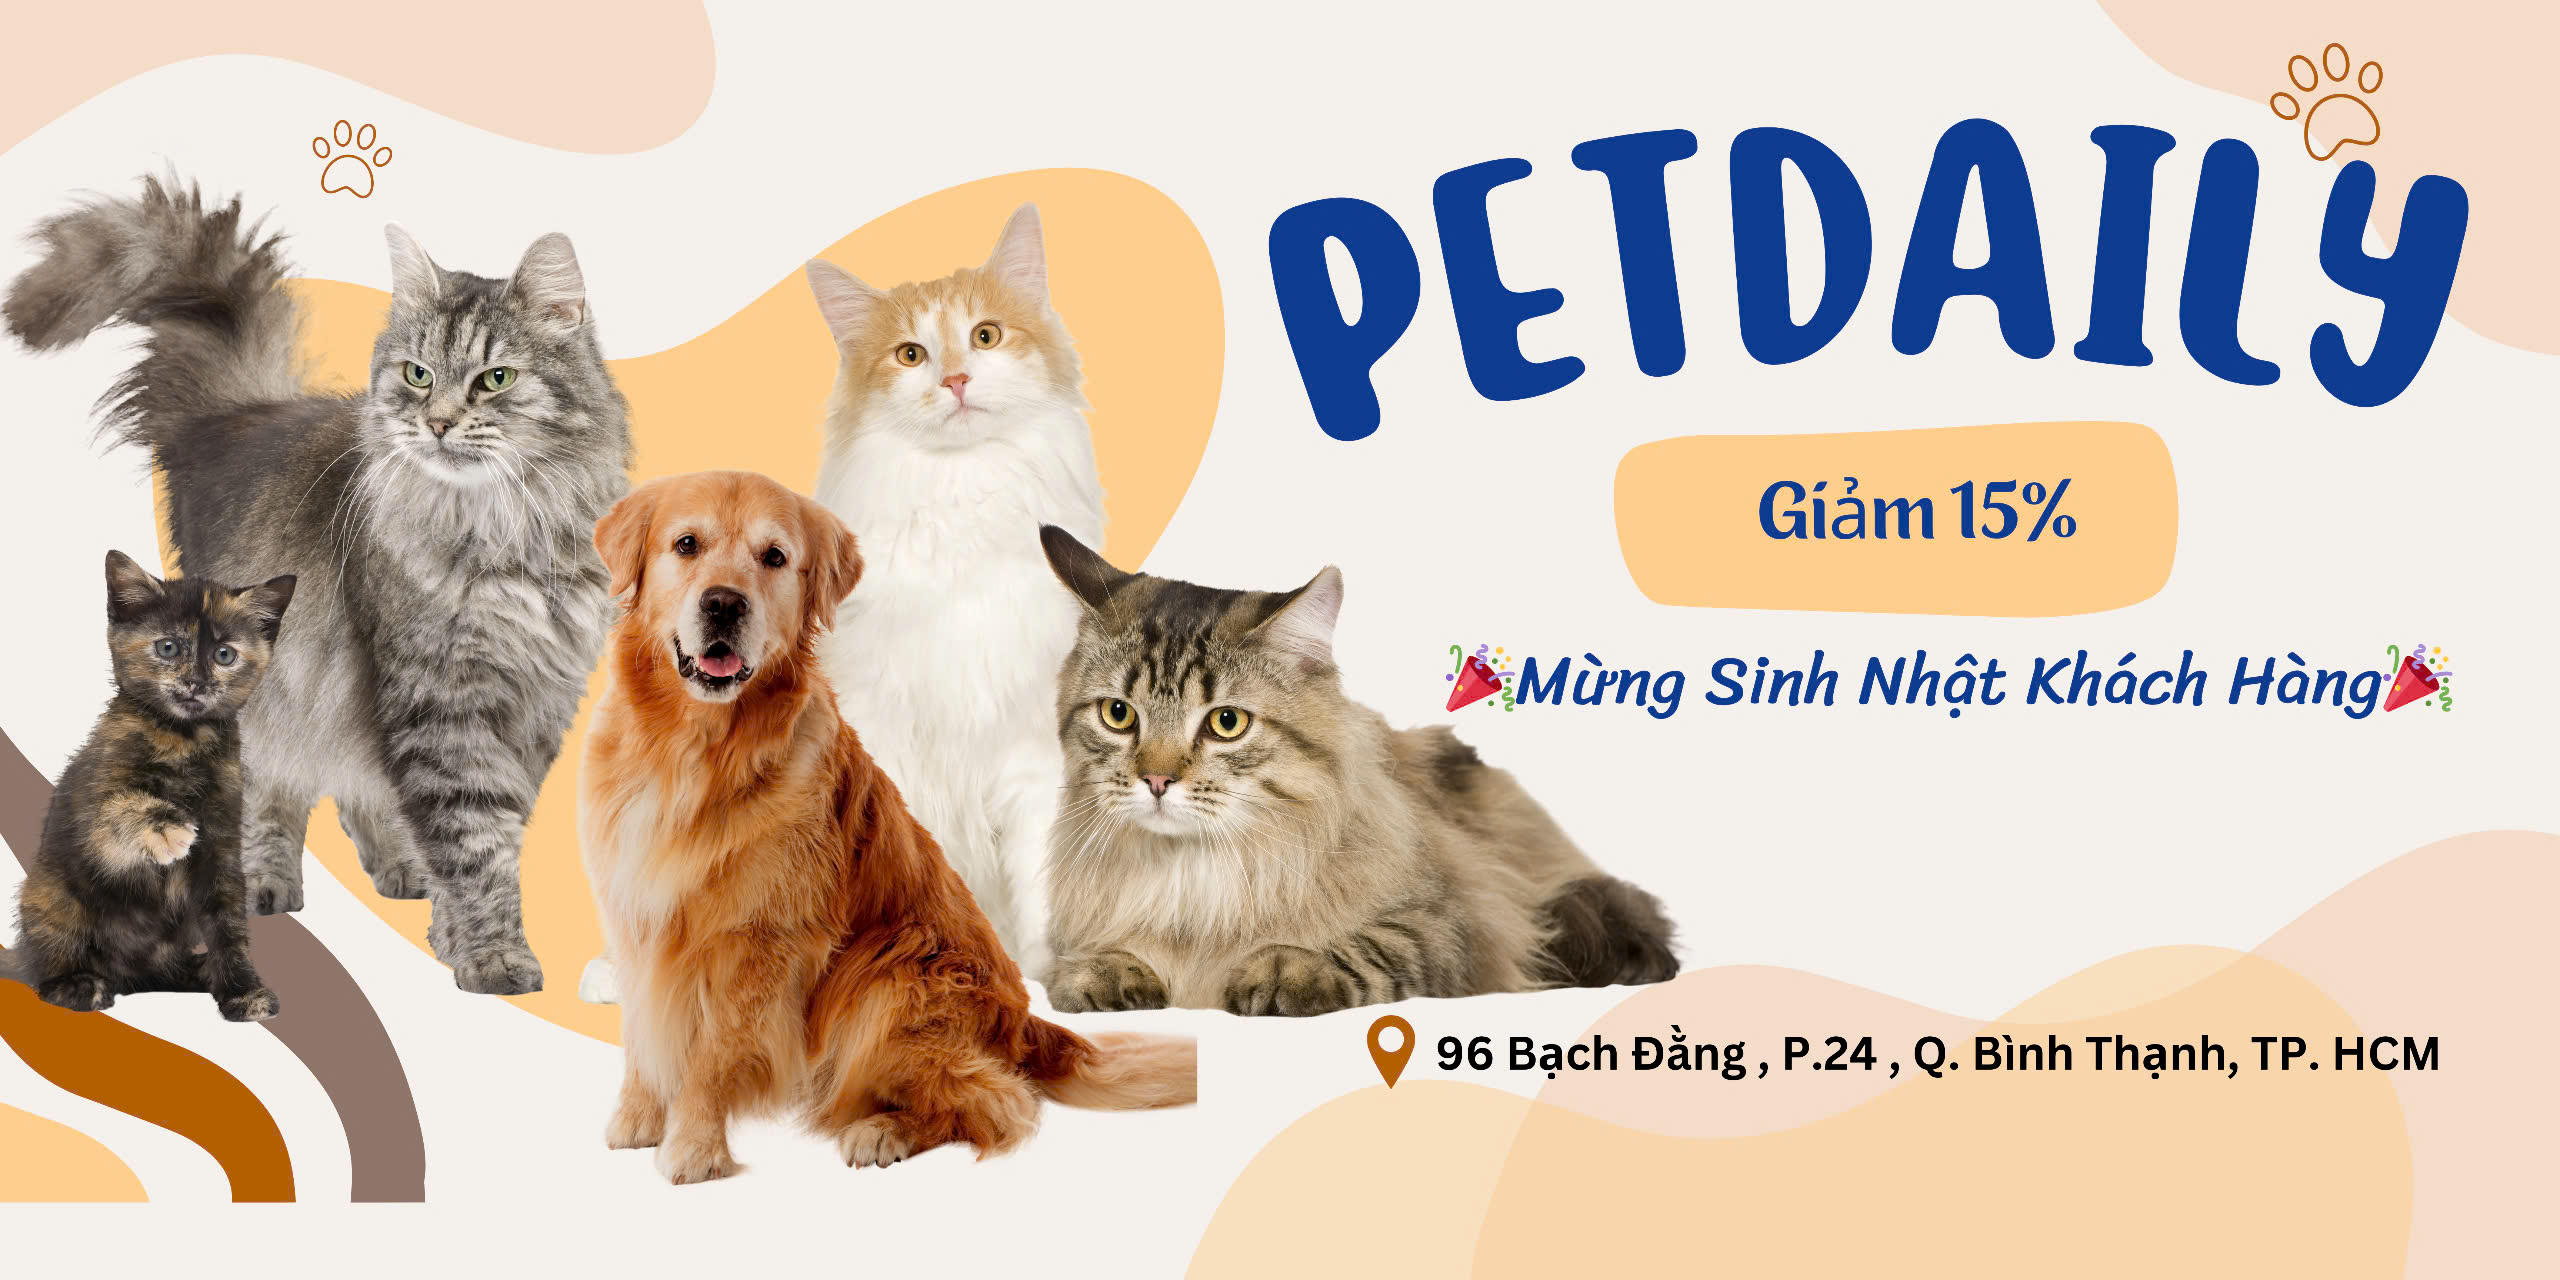 PETDAILY
Giảm 15%
🎉Mừng Sinh Nhật Khách Hàng🎉
96 Bạch Đằng , P.24 , Q. Bình Thạnh, TP. HCM